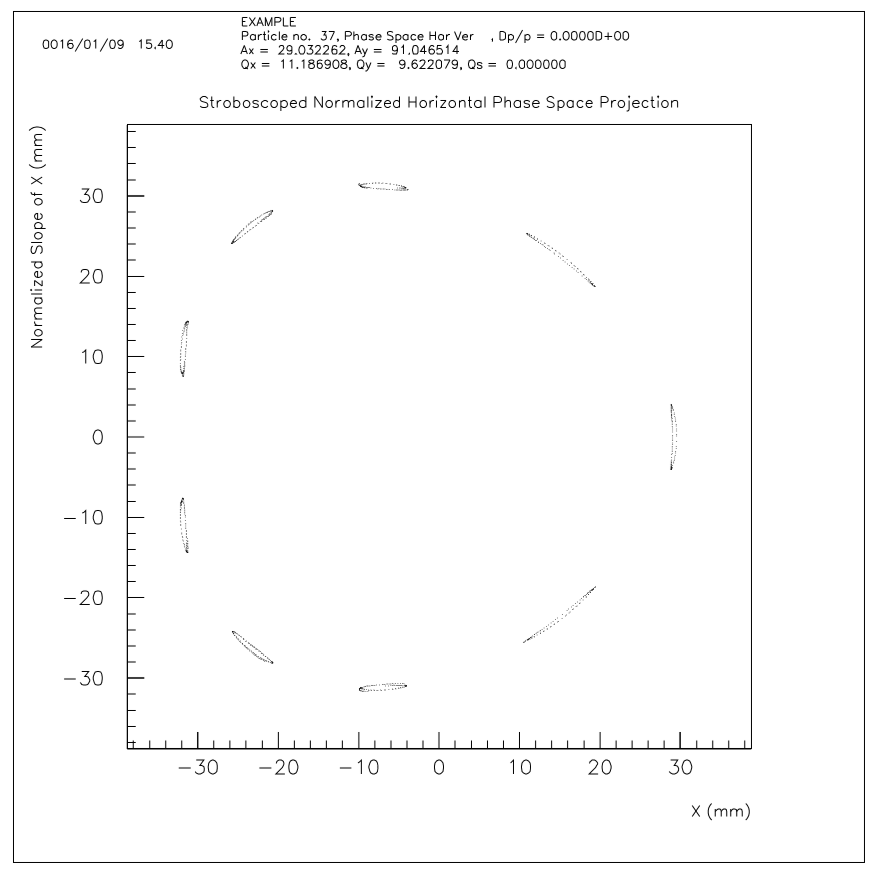 EXAMPLE
0016/01/09 15.40
Particle no. 37, Phase Space Hor Ver , Dp/p = 0.0000D+00
Ax = 29.032262, Ay = 91.046514
Qx = 11.186908, Qy = 9.622079, Qs = 0.000000
Stroboscoped Normalized Horizontal Phase Space Projection
Normalized Slope of X (mm)
30
20
10
0
−10
−20
−30
−30 −20 −10 0 10 20 30
X (mm)